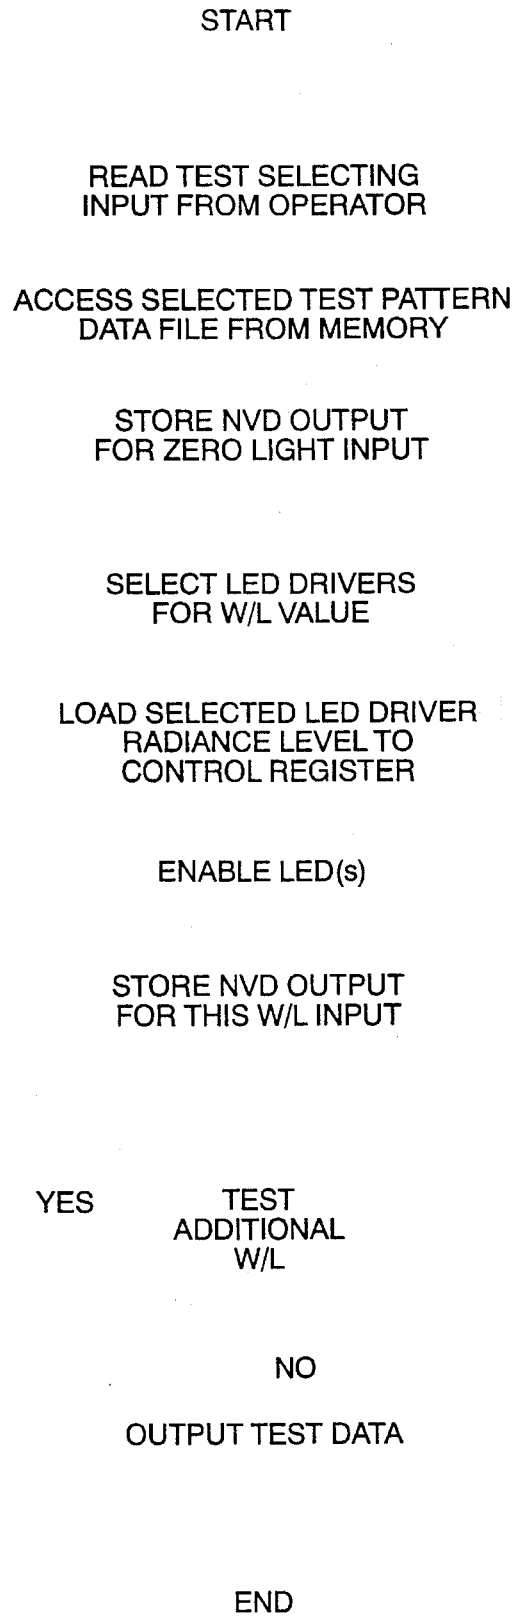 START
READ TEST SELECTING
INPUT FROM OPERATOR
ACCESS SELECTED TEST PATTERN
DATA FILE FROM MEMORY
STORE NVD OUTPUT
FOR ZERO LIGHT INPUT
SELECT LED DRIVERS
FOR W/L VALUE
LOAD SELECTED LED DRIVER
RADIANCE LEVEL TO
CONTROL REGISTER
ENABLE LED(s)
STORE NVD OUTPUT
FOR THIS W/L INPUT
YES
TEST
ADDITIONAL
W/L
NO
OUTPUT TEST DATA
END